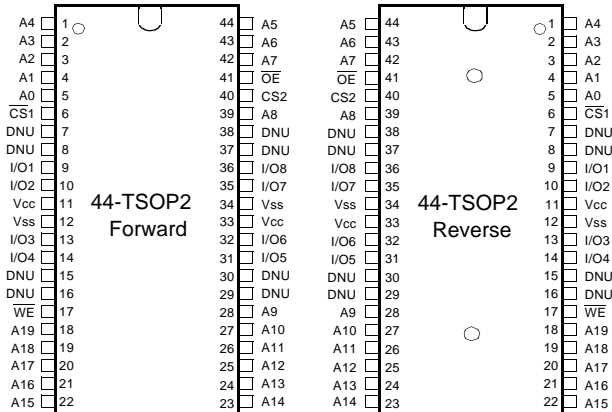 A4 1 44 A5 A5 44 1 A4
A3 2 43 A6 A6 43 2 A3
A2 3 42 A7 A7 42 3 A2
A1 4 41 OE OE 41 4 A1
A0 5 40 CS2 CS2 40 5 A0
CS1 6 39 A8 A8 39 6 CS1
DNU 7 38 DNU DNU 38 7 DNU
DNU 8 37 DNU DNU 37 8 DNU
I/O1 9 36 I/O8 I/O8 36 9 I/O1
I/O2 10 35 I/O7 I/O7 35 10 I/O2
Vcc 11 44-TSOP2 34 Vss Vss 34 44-TSOP2 11 Vcc
Vss 12 Forward 33 Vcc Vcc 33 Reverse 12 Vss
I/O3 13 32 I/O6 I/O6 32 13 I/O3
I/O4 14 31 I/O5 I/O5 31 14 I/O4
DNU 15 30 DNU DNU 30 15 DNU
DNU 16 29 DNU DNU 29 16 DNU
WE 17 28 A9 A9 28 17 WE
A19 18 27 A10 A10 27 18 A19
A18 19 26 A11 A11 26 19 A18
A17 20 25 A12 A12 25 20 A17
A16 21 24 A13 A13 24 21 A16
A15 22 23 A14 A14 23 22 A15